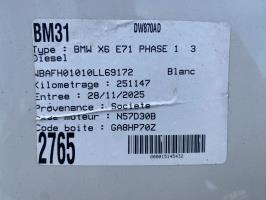 BM31
DW870AD
Type : BMW X6 E71 PHASE 1 3
Diesel
WBAFH01010LL69172 Blanc
Kilometrage : 251147
Entree : 28/11/2025
Provenance : Societe
Code moteur : N57D30B
Code boite : GA8HP70Z
2765
000015145432